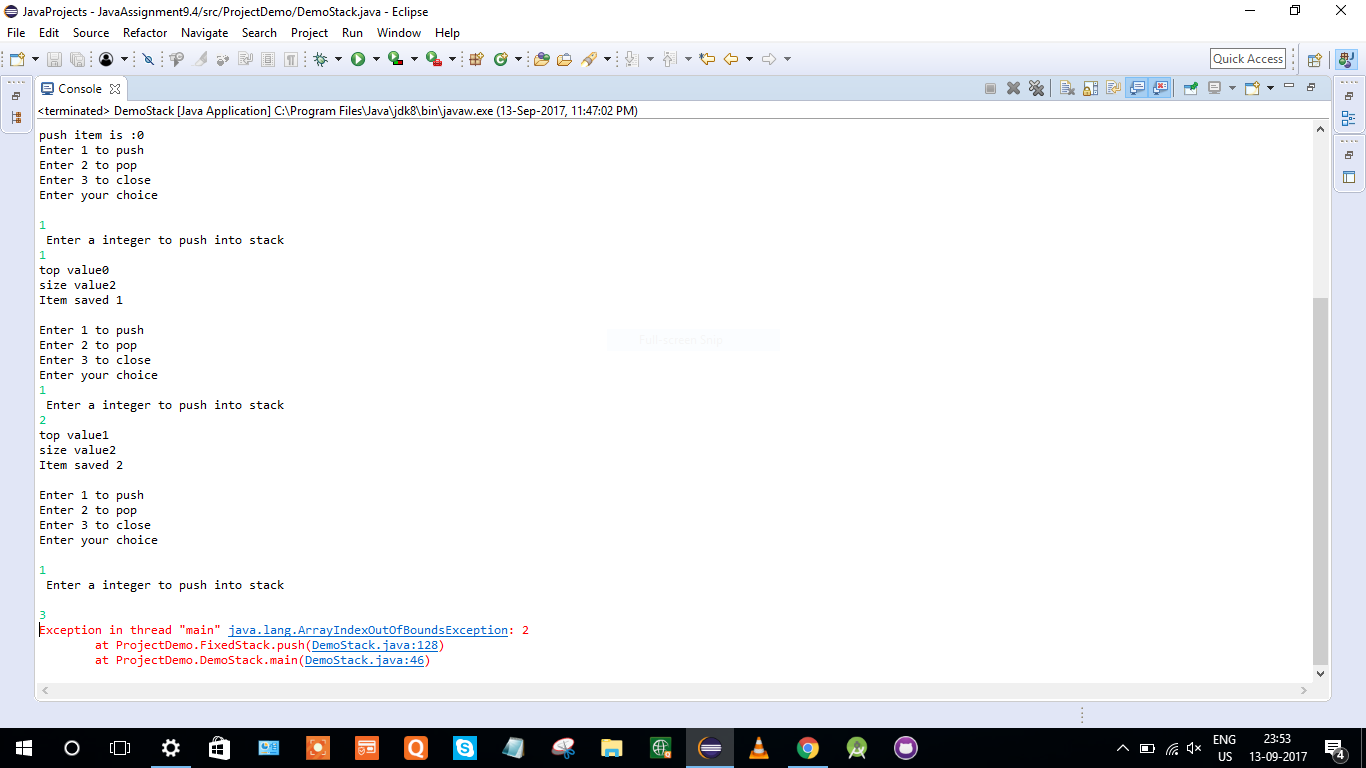 JavaProjects - JavaAssignment9.4/src/ProjectDemo/DemoStack.java - Eclipse
File Edit Source Refactor Navigate Search Project Run Window Help
Quick Access
Console
<terminated> DemoStack [Java Application] C:\Program Files\Java\jdk8\bin\javaw.exe (13-Sep-2017, 11:47:02 PM)
push item is :0
Enter 1 to push
Enter 2 to pop
Enter 3 to close
Enter your choice
1
Enter a integer to push into stack
1
top value0
size value2
Item saved 1
Enter 1 to push
Enter 2 to pop
Enter 3 to close
Enter your choice
1
Enter a integer to push into stack
2
top value1
size value2
Item saved 2
Enter 1 to push
Enter 2 to pop
Enter 3 to close
Enter your choice
1
Enter a integer to push into stack
3
Exception in thread "main" java.lang.ArrayIndexOutOfBoundsException: 2
at ProjectDemo.FixedStack.push(DemoStack.java:128)
at ProjectDemo.DemoStack.main(DemoStack.java:46)
Full-screen Snip
ENG
US
23:53
13-09-2017
4